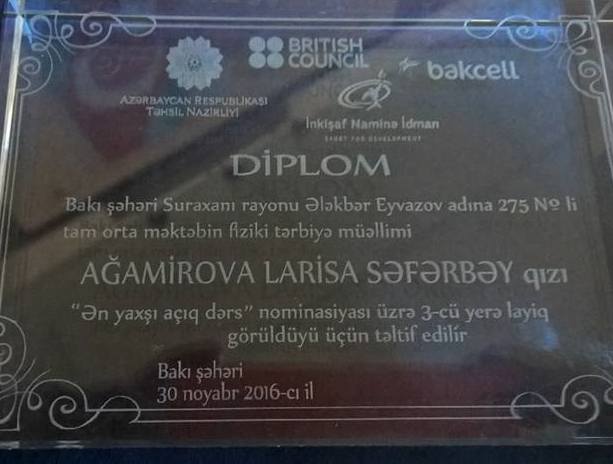 BRITISH
COUNCIL
bakcell
AZƏRBAYCAN RESPUBLİKASI
TƏHSİL NAZİRLİYİ
İnkişaf Naminə İdman
DİPLOM
Bakı şəhəri Suraxanı rayonu Ələkbər Eyvazov adına 275 № li
tam orta məktəbin fiziki tərbiyə müəllimi
AĞAMİROVA LARİSA SƏFƏRBƏY qızı
"Ən yaxşı açıq dərs" nominasiyası üzrə 3-cü yerə layiq
görüldüyü üçün təltif edilir
Bakı şəhəri
30 noyabr 2016-cı il